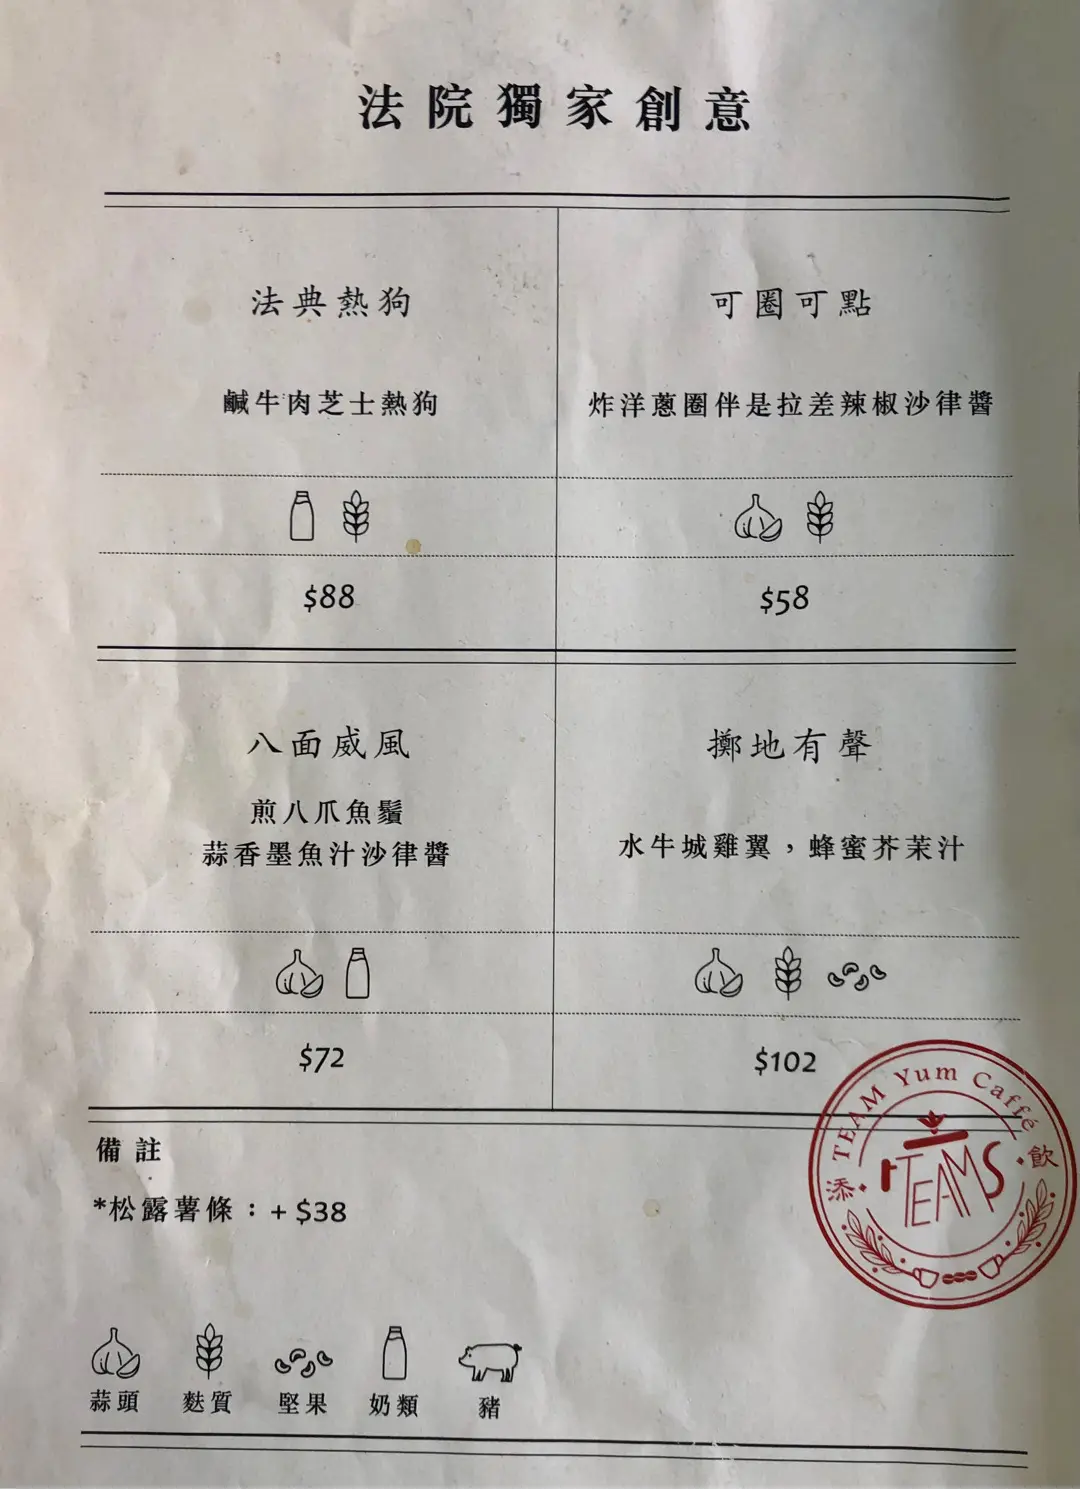 法院獨家創意
法典熱狗
鹹牛肉芝士熱狗
$88
可圈可點
炸洋蔥圈伴是拉差辣椒沙律醬
$58
八面威風
煎八爪魚鬚
蒜香墨魚汁沙律醬
$72
擲地有聲
水牛城雞翼，蜂蜜芥茉汁
$102
備註
*松露薯條：+ $38
添・TEAM Yum Caffé・飲
TEAMS
蒜頭
麩質
堅果
奶類
豬